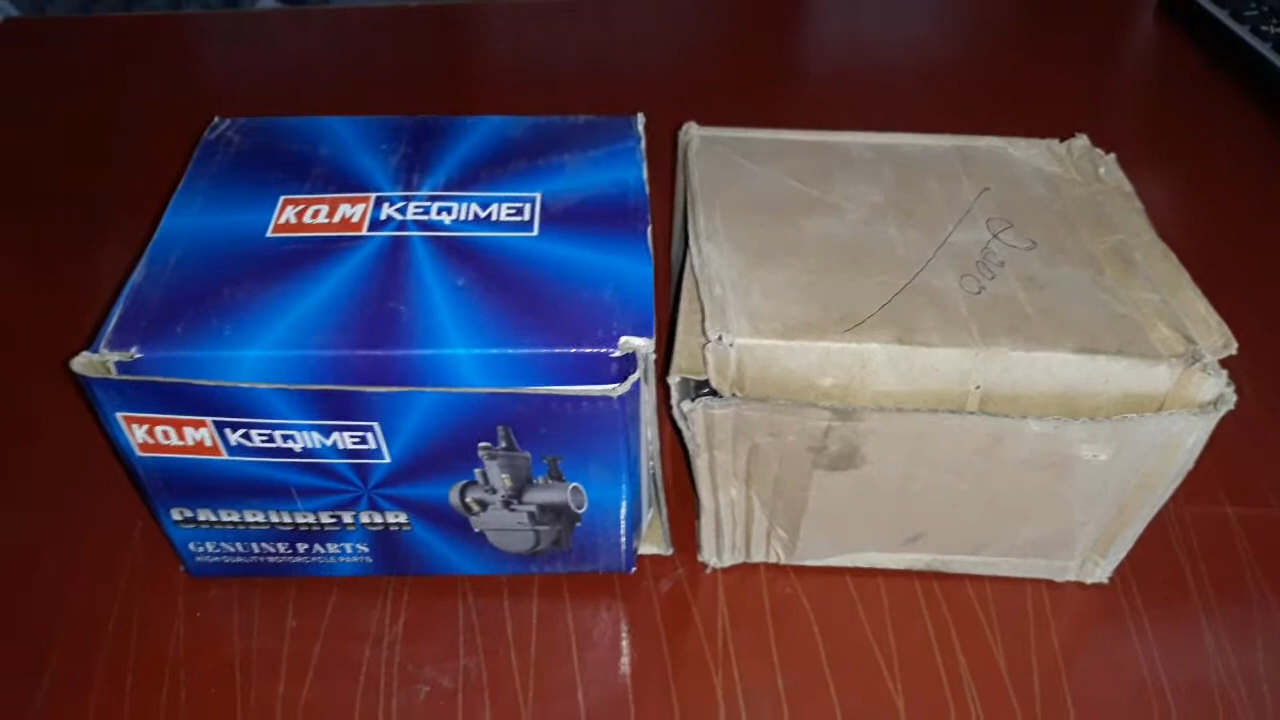 KQM KEQIMEI
KQM KEQIMEI
CARBURETOR
GENUINE PARTS
HIGH QUALITY MOTORCYCLE PARTS